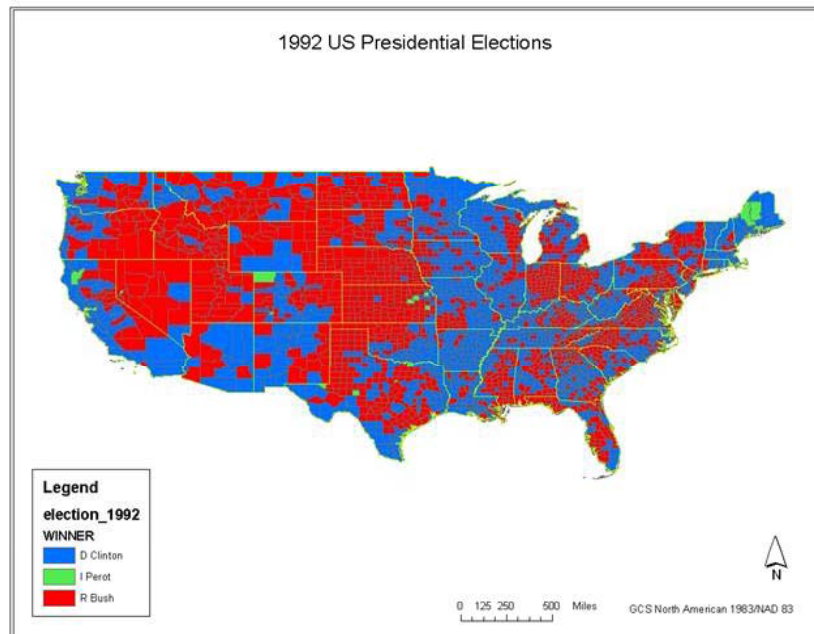 1992 US Presidential Elections
Legend
election_1992
WINNER
D Clinton
I Perot
R Bush
N
0 125 250 500 Miles
GCS North American 1983/NAD 83